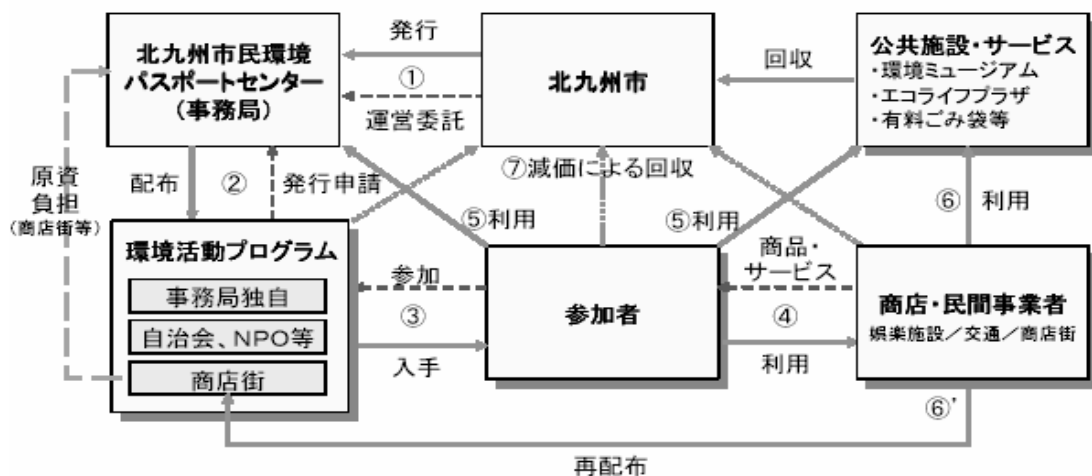 北九州市民環境
パスポートセンター
(事務局)
発行
①
運営委託
北九州市
回収
公共施設・サービス
・環境ミュージアム
・エコライフプラザ
・有料ごみ袋等
原資
負担
(商店街等)
配布
②
発行申請
⑦減価による回収
⑤利用
⑤利用
⑥
利用
環境活動プログラム
事務局独自
自治会、NPO等
商店街
参加
③
入手
参加者
商品・
サービス
④
利用
商店・民間事業者
娯楽施設/交通/商店街
⑥'
再配布